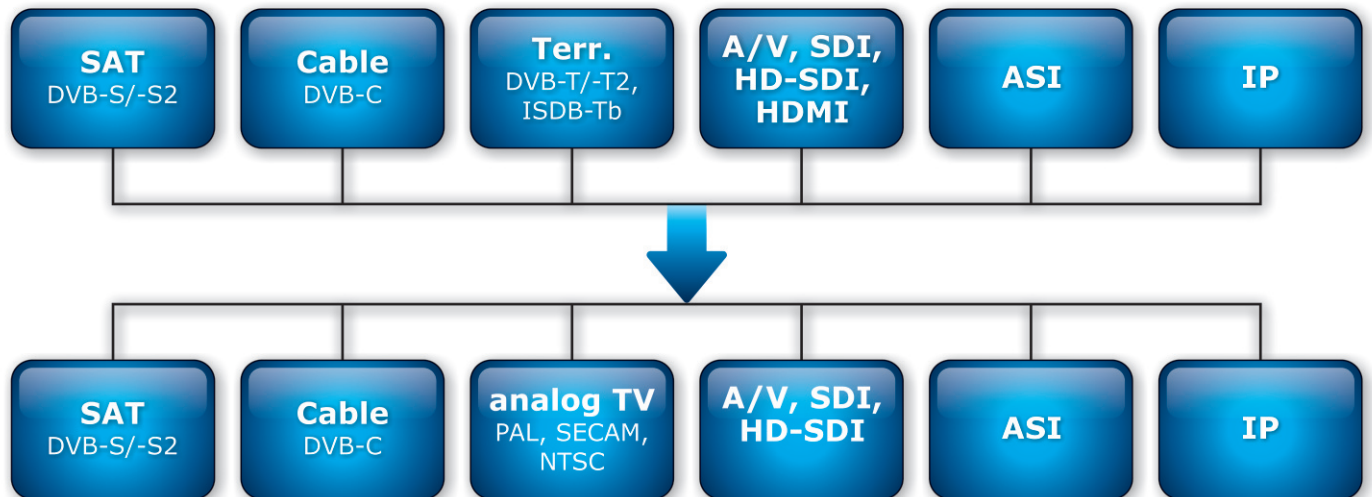 SAT
DVB-S/-S2
Cable
DVB-C
Terr.
DVB-T/-T2,
ISDB-Tb
A/V, SDI,
HD-SDI,
HDMI
ASI
IP
SAT
DVB-S/-S2
Cable
DVB-C
analog TV
PAL, SECAM,
NTSC
A/V, SDI,
HD-SDI
ASI
IP